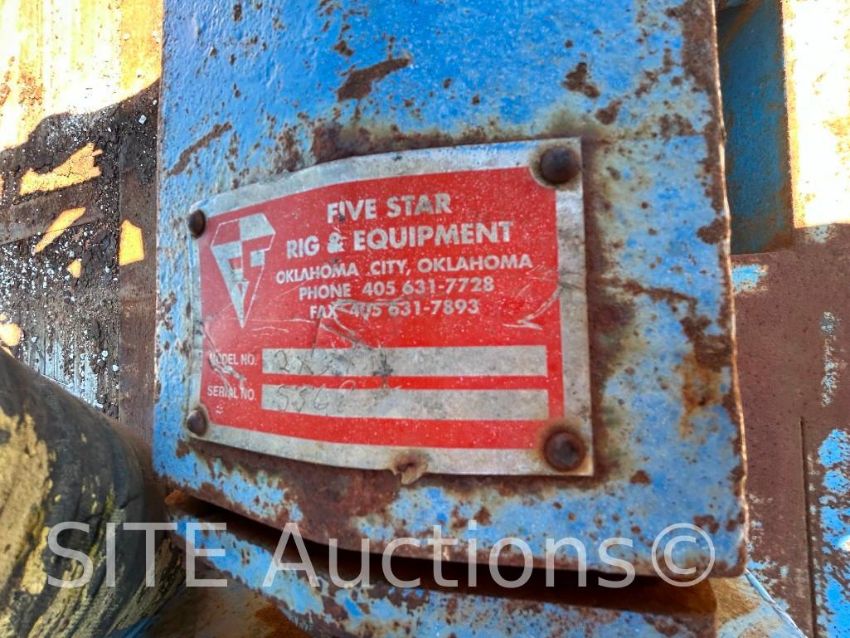 FIVE STAR
RIG & EQUIPMENT
OKLAHOMA CITY, OKLAHOMA
PHONE 405 631-7728
FAX 405 631-7893
MODEL NO.
SERIAL NO.
SITE Auctions©